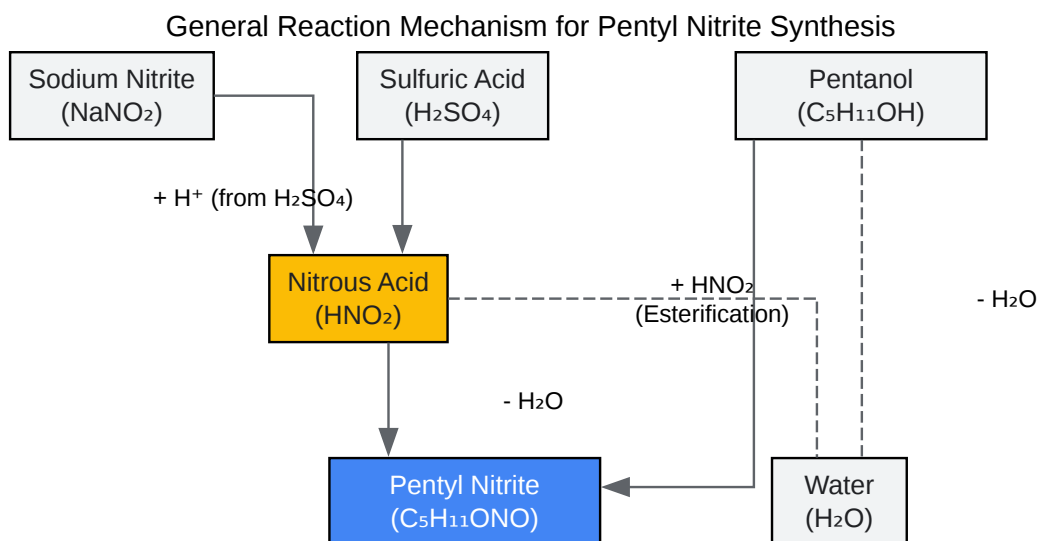 General Reaction Mechanism for Pentyl Nitrite Synthesis
Sodium Nitrite
(NaNO₂)
Sulfuric Acid
(H₂SO₄)
Pentanol
(C₅H₁₁OH)
+ H⁺ (from H₂SO₄)
Nitrous Acid
(HNO₂)
+ HNO₂
(Esterification)
- H₂O
- H₂O
Pentyl Nitrite
(C₅H₁₁ONO)
Water
(H₂O)